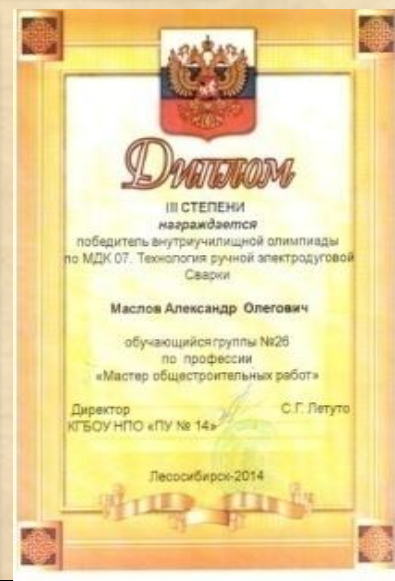 Диплом
III СТЕПЕНИ
награждается
победитель внутриучилищной олимпиады
по МДК 07. Технология ручной электродуговой
Сварки
Маслов Александр Олегович
обучающийся группы №26
по профессии
«Мастер общестроительных работ»
Директор С.Г. Летуто
КГБОУ НПО «ПУ № 14»
Лесосибирск-2014